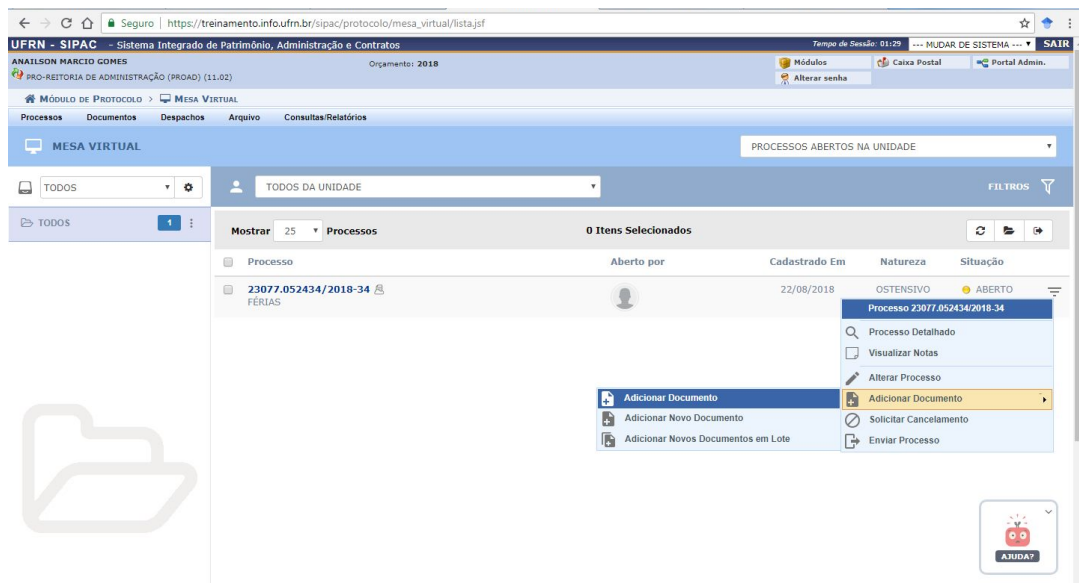 Seguro | https://treinamento.info.ufrn.br/sipac/protocolo/mesa_virtual/lista.jsf
UFRN - SIPAC - Sistema Integrado de Patrimônio, Administração e Contratos Tempo de Sessão: 01:29 --- MUDAR DE SISTEMA --- SAIR
ANAILSON MARCIO GOMES Orçamento: 2018 Módulos Caixa Postal Portal Admin.
PRO-REITORIA DE ADMINISTRAÇÃO (PROAD) (11.02) Alterar senha
MÓDULO DE PROTOCOLO > MESA VIRTUAL
Processos Documentos Despachos Arquivo Consultas/Relatórios
MESA VIRTUAL PROCESSOS ABERTOS NA UNIDADE
TODOS TODOS DA UNIDADE FILTROS
TODOS 1 Mostrar 25 Processos 0 Itens Selecionados
Processo Aberto por Cadastrado Em Natureza Situação
23077.052434/2018-34 22/08/2018 OSTENSIVO ABERTO
FÉRIAS
Processo 23077.052434/2018-34
Processo Detalhado
Visualizar Notas
Alterar Processo
Adicionar Documento Adicionar Documento
Adicionar Novo Documento Solicitar Cancelamento
Adicionar Novos Documentos em Lote Enviar Processo
AJUDA?